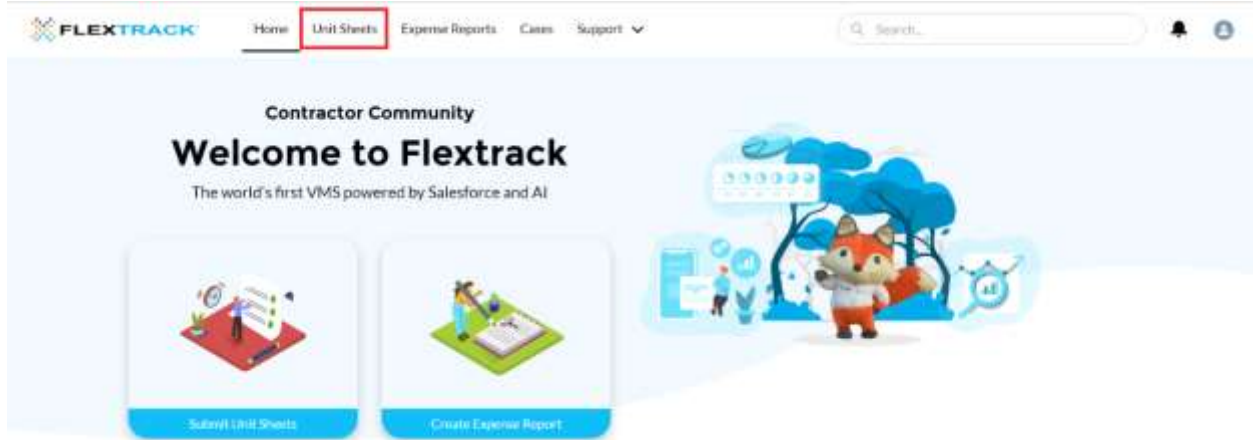 FLEXTRACK Home Unit Sheets Expense Reports Cases Support Search...
Contractor Community
Welcome to Flextrack
The world's first VMS powered by Salesforce and AI
Submit Unit Sheets Create Expense Report